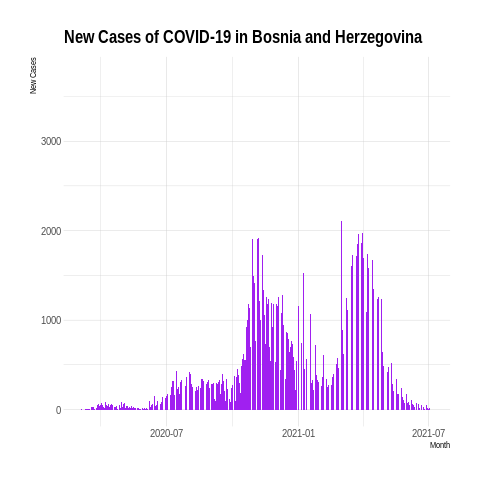 New Cases of COVID-19 in Bosnia and Herzegovina
New Cases
3000
2000
1000
0
2020-07
2021-01
2021-07
Month